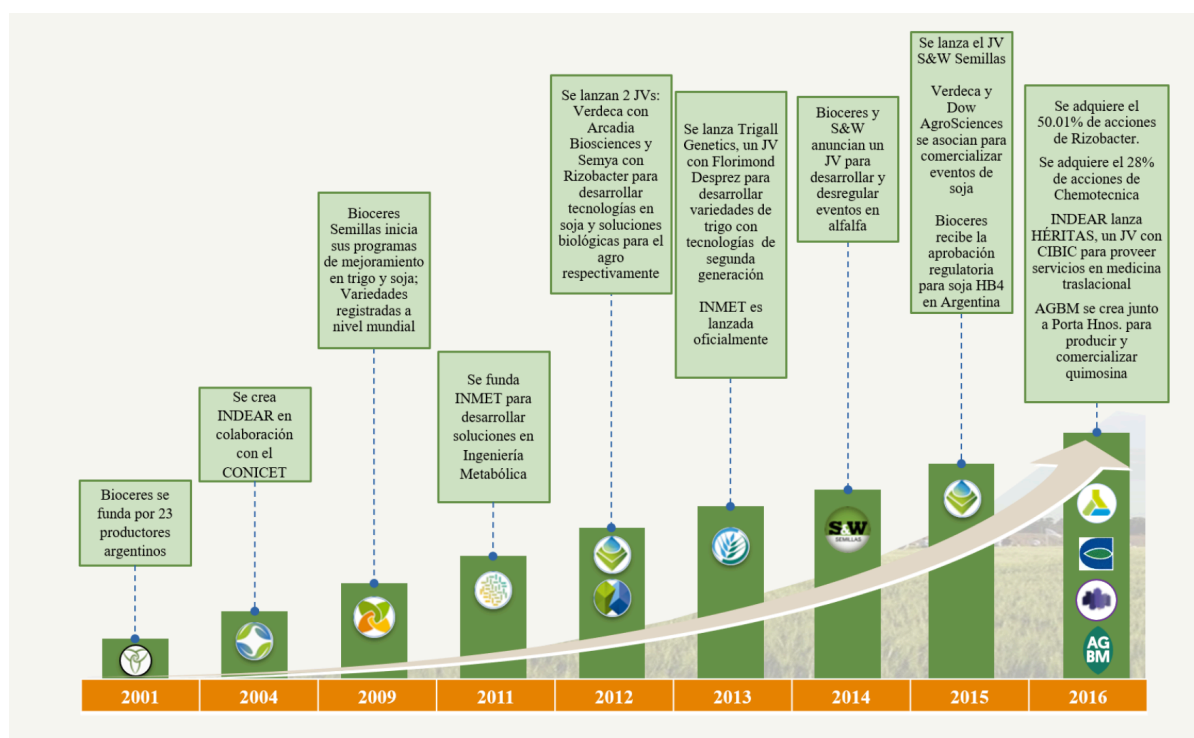 Bioceres se
funda por 23
productores
argentinos
Se crea
INDEAR en
colaboración
con el
CONICET
Bioceres
Semillas inicia
sus programas
de mejoramiento
en trigo y soja;
Variedades
registradas a
nivel mundial
Se funda
INMET para
desarrollar
soluciones en
Ingeniería
Metabólica
Se lanzan 2 JVs:
Verdeca con
Arcadia
Biosciences y
Semya con
Rizobacter para
desarrollar
tecnologías en
soja y soluciones
biológicas para el
agro
respectivamente
Se lanza Trigall
Genetics, un JV
con Florimond
Desprez para
desarrollar
variedades de
trigo con
tecnologías de
segunda
generación
INMET es
lanzada
oficialmente
Bioceres y
S&W
anuncian un
JV para
desarrollar y
desregular
eventos en
alfalfa
Se lanza el JV
S&W Semillas
Verdeca y
Dow
AgroSciences
se asocian para
comercializar
eventos de
soja
Bioceres
recibe la
aprobación
regulatoria
para soja HB4
en Argentina
Se adquiere el
50.01% de acciones
de Rizobacter.
Se adquiere el 28%
de acciones de
Chemotecnica
INDEAR lanza
HÉRITAS, un JV con
CIBIC para proveer
servicios en medicina
traslacional
AGBM se crea junto
a Porta Hnos. para
producir y
comercializar
quimosina
S&W
SEMILLAS
AG
BM
2001
2004
2009
2011
2012
2013
2014
2015
2016